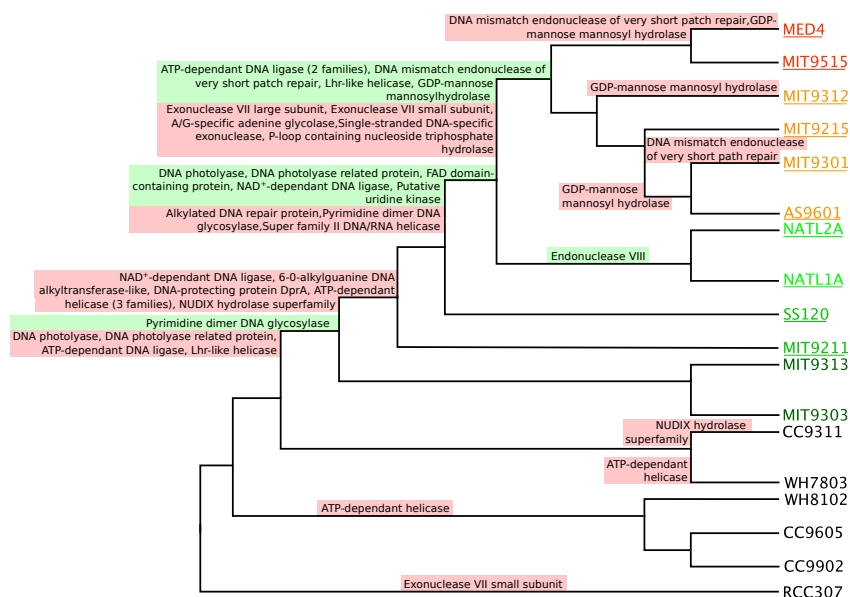 DNA mismatch endonuclease of very short patch repair,GDP-
mannose mannosyl hydrolase
MED4
MIT9515
ATP-dependant DNA ligase (2 families), DNA mismatch endonuclease of
very short patch repair, Lhr-like helicase, GDP-mannose
mannosylhydrolase
Exonuclease VII large subunit, Exonuclease VII small subunit,
A/G-specific adenine glycolase,Single-stranded DNA-specific
exonuclease, P-loop containing nucleoside triphosphate
hydrolase
GDP-mannose mannosyl hydrolase
MIT9312
MIT9215
DNA mismatch endonuclease
of very short path repair
MIT9301
GDP-mannose
mannosyl hydrolase
AS9601
DNA photolyase, DNA photolyase related protein, FAD domain-
containing protein, NAD⁺-dependant DNA ligase, Putative
uridine kinase
Alkylated DNA repair protein,Pyrimidine dimer DNA
glycosylase,Super family II DNA/RNA helicase
NATL2A
Endonuclease VIII
NATL1A
NAD⁺-dependant DNA ligase, 6-0-alkylguanine DNA
alkyltransferase-like, DNA-protecting protein DprA, ATP-dependant
helicase (3 families), NUDIX hydrolase superfamily
SS120
Pyrimidine dimer DNA glycosylase
DNA photolyase, DNA photolyase related protein,
ATP-dependant DNA ligase, Lhr-like helicase
MIT9211
MIT9313
MIT9303
NUDIX hydrolase
superfamily
CC9311
ATP-dependant
helicase
WH7803
WH8102
ATP-dependant helicase
CC9605
CC9902
Exonuclease VII small subunit
RCC307